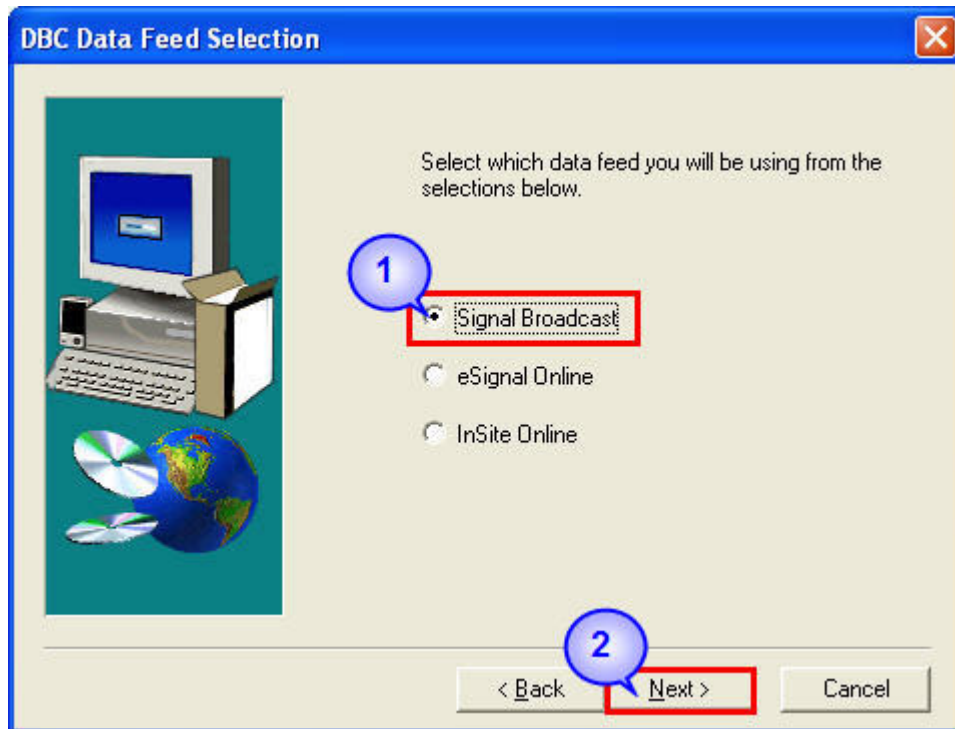 DBC Data Feed Selection
Select which data feed you will be using from the
selections below.
1
Signal Broadcast
eSignal Online
InSite Online
2
< Back
Next >
Cancel